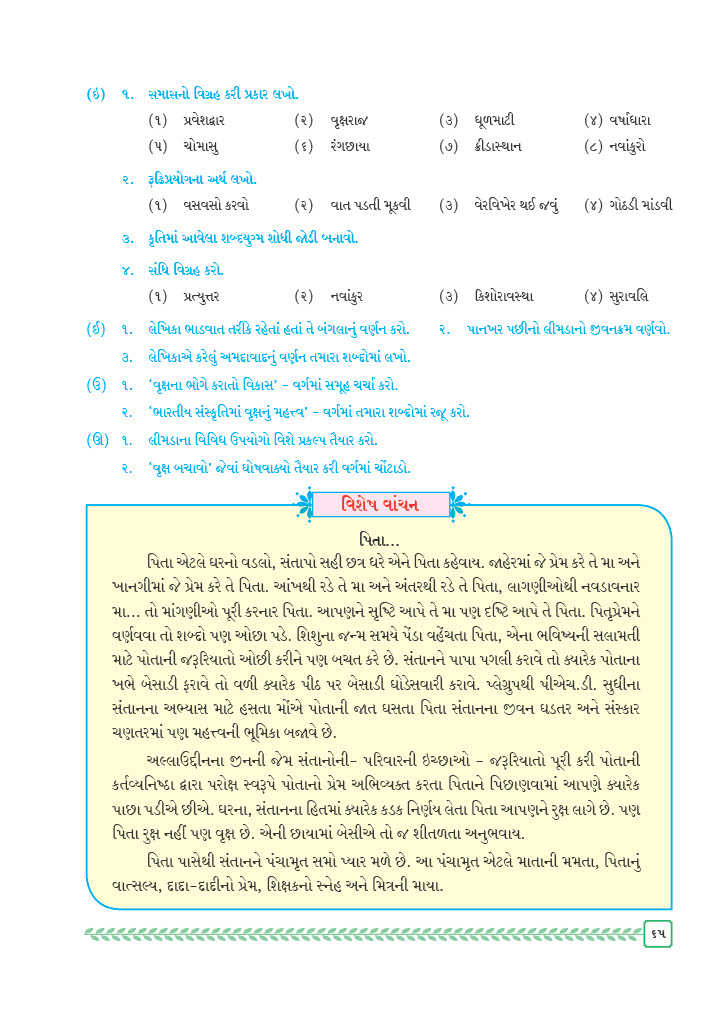 (ઇ) ૧. સમાસનો વિગ્રહ કરી પ્રકાર લખો.
(૧) પ્રવેશદ્વાર (૨) વૃક્ષરાજ (૩) ધૂળમાટી (૪) વર્ષાધારા
(૫) ચોમાસુ (૬) રંગછાયા (૭) ક્રીડાસ્થાન (૮) નવાંકુરો
૨. રૂઢિપ્રયોગના અર્થ લખો.
(૧) વસવસો કરવો (૨) વાત પડતી મૂકવી (૩) વેરવિખેર થઈ જવું (૪) ગોઠડી માંડવી
૩. કૃતિમાં આવેલા શબ્દયુગ્મ શોધી જોડી બનાવો.
૪. સંધિ વિગ્રહ કરો.
(૧) પ્રત્યુત્તર (૨) નવાંકુર (૩) કિશોરાવસ્થા (૪) સુરાવલિ
(ઈ) ૧. લેખિકા ભાડવાત તરીકે રહેતાં હતાં તે બંગલાનું વર્ણન કરો. ૨. પાનખર પછીનો લીમડાનો જીવનક્રમ વર્ણવો.
૩. લેખિકાએ કરેલું અમદાવાદનું વર્ણન તમારા શબ્દોમાં લખો.
(ઉ) ૧. ‘વૃક્ષના ભોગે કરાતો વિકાસ’ – વર્ગમાં સમૂહ ચર્ચા કરો.
૨. ‘ભારતીય સંસ્કૃતિમાં વૃક્ષનું મહત્ત્વ’ – વર્ગમાં તમારા શબ્દોમાં રજૂ કરો.
(ઊ) ૧. લીમડાના વિવિધ ઉપયોગો વિશે પ્રકલ્પ તૈયાર કરો.
૨. ‘વૃક્ષ બચાવો’ જેવાં ઘોષવાક્યો તૈયાર કરી વર્ગમાં ચોંટાડો.
વિશેષ વાંચન
પિતા...
પિતા એટલે ઘરનો વડલો, સંતાપો સહી છત્ર ધરે એને પિતા કહેવાય. જાહેરમાં જે પ્રેમ કરે તે મા અને
ખાનગીમાં જે પ્રેમ કરે તે પિતા. આંખથી રડે તે મા અને અંતરથી રડે તે પિતા, લાગણીઓથી નવડાવનાર
મા... તો માંગણીઓ પૂરી કરનાર પિતા. આપણને સૃષ્ટિ આપે તે મા પણ દષ્ટિ આપે તે પિતા. પિતૃપ્રેમને
વર્ણવવા તો શબ્દો પણ ઓછા પડે. શિશુના જન્મ સમયે પેંડા વહેંચતા પિતા, એના ભવિષ્યની સલામતી
માટે પોતાની જરૂરિયાતો ઓછી કરીને પણ બચત કરે છે. સંતાનને પાપા પગલી કરાવે તો ક્યારેક પોતાના
ખભે બેસાડી ફરાવે તો વળી ક્યારેક પીઠ પર બેસાડી ઘોડેસવારી કરાવે. પ્લેગ્રુપથી પીએચ.ડી. સુધીના
સંતાનના અભ્યાસ માટે હસતા મોંએ પોતાની જાત ઘસતા પિતા સંતાનના જીવન ઘડતર અને સંસ્કાર
ચણતરમાં પણ મહત્ત્વની ભૂમિકા બજાવે છે.
અલ્લાઉદ્દીનના જીનની જેમ સંતાનોની– પરિવારની ઇચ્છાઓ – જરૂરિયાતો પૂરી કરી પોતાની
કર્તવ્યનિષ્ઠા દ્વારા પરોક્ષ સ્વરૂપે પોતાનો પ્રેમ અભિવ્યક્ત કરતા પિતાને પિછાણવામાં આપણે ક્યારેક
પાછા પડીએ છીએ. ઘરના, સંતાનના હિતમાં ક્યારેક કડક નિર્ણય લેતા પિતા આપણને રુક્ષ લાગે છે. પણ
પિતા રુક્ષ નહીં પણ વૃક્ષ છે. એની છાયામાં બેસીએ તો જ શીતળતા અનુભવાય.
પિતા પાસેથી સંતાનને પંચામૃત સમો પ્યાર મળે છે. આ પંચામૃત એટલે માતાની મમતા, પિતાનું
વાત્સલ્ય, દાદા–દાદીનો પ્રેમ, શિક્ષકનો સ્નેહ અને મિત્રની માયા.
૬૫